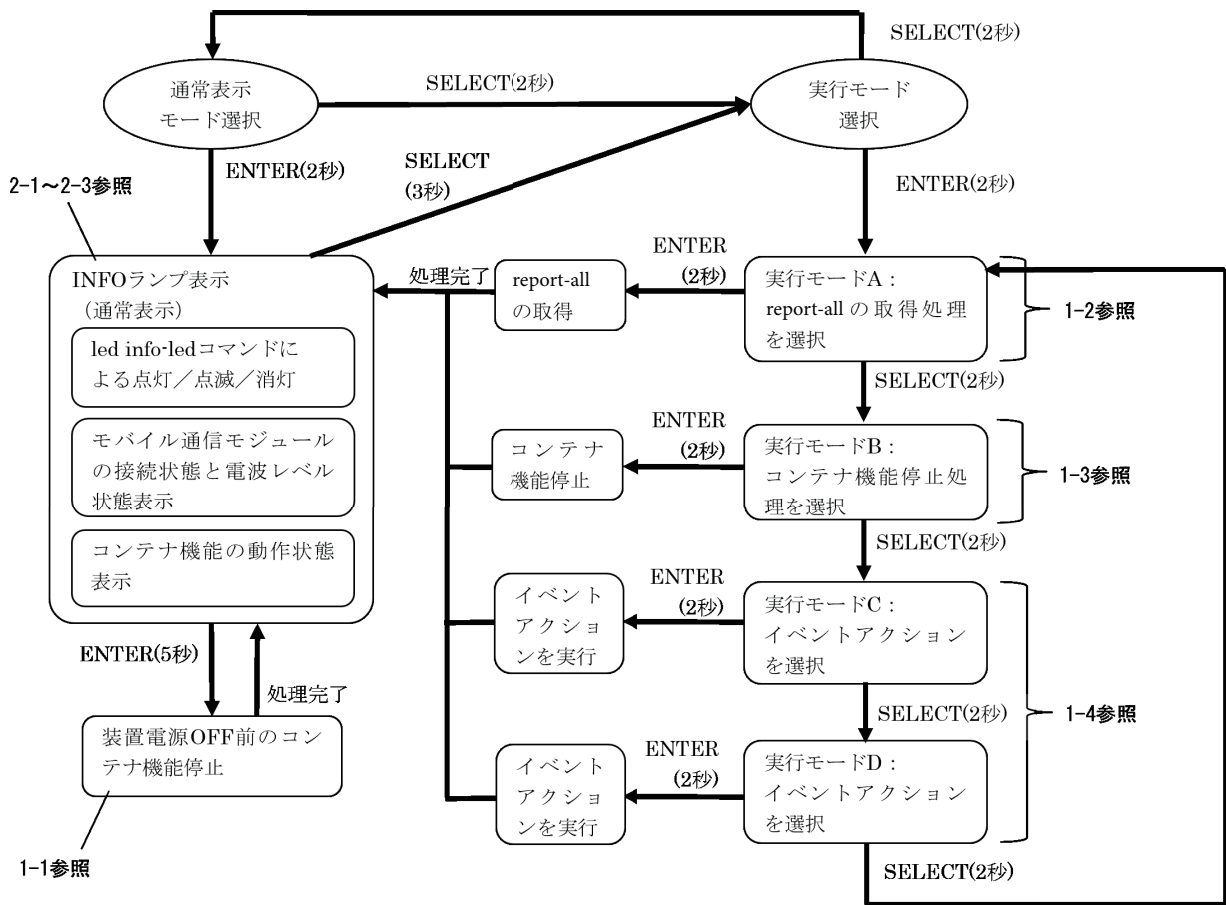 SELECT(2秒)
通常表示
モード選択
SELECT(2秒)
実行モード
選択
ENTER(2秒)
SELECT
(3秒)
ENTER(2秒)
2-1～2-3参照
INFOランプ表示
（通常表示）
led info-ledコマンドに
よる点灯／点滅／消灯
モバイル通信モジュール
の接続状態と電波レベル
状態表示
コンテナ機能の動作状態
表示
処理完了
report-all
の取得
ENTER
(2秒)
実行モードA：
report-allの取得処理
を選択
1-2参照
SELECT(2秒)
コンテナ
機能停止
ENTER
(2秒)
実行モードB：
コンテナ機能停止処
理を選択
1-3参照
SELECT(2秒)
イベント
アクショ
ンを実行
ENTER
(2秒)
実行モードC：
イベントアクション
を選択
SELECT(2秒)
1-4参照
イベント
アクショ
ンを実行
ENTER
(2秒)
実行モードD：
イベントアクション
を選択
SELECT(2秒)
ENTER(5秒)
処理完了
装置電源OFF前のコン
テナ機能停止
1-1参照